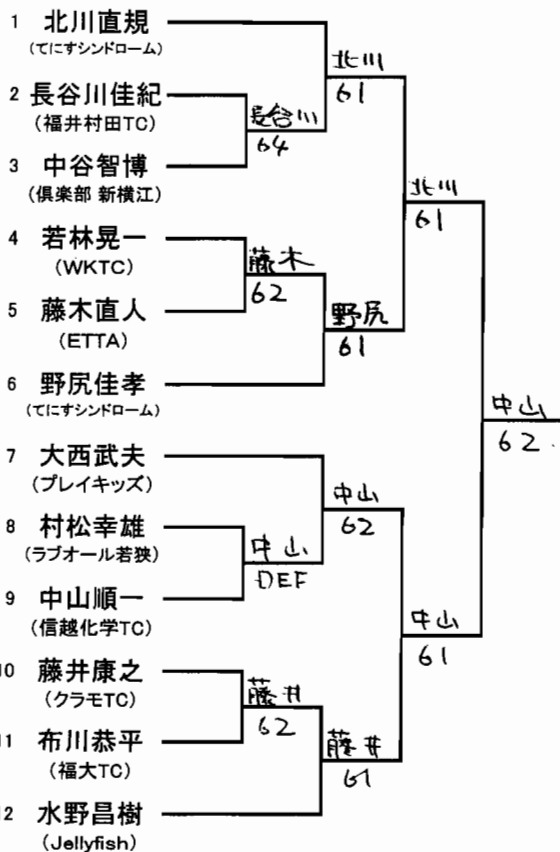 1 北川直規
(てにすシンドローム)
2 長谷川佳紀
(福井村田TC)
3 中谷智博
(倶楽部 新横江)
4 若林晃一
(WKTC)
5 藤木直人
(ETTA)
6 野尻佳孝
(てにすシンドローム)
7 大西武夫
(プレイキッズ)
8 村松幸雄
(ラブオール若狭)
9 中山順一
(信越化学TC)
10 藤井康之
(クラモTC)
11 布川恭平
(福大TC)
12 水野昌樹
(Jellyfish)
長谷川
64
藤木
62
中山
DEF
藤井
62
北川
61
野尻
61
中山
62
藤井
61
北川
61
中山
61
中山
62.